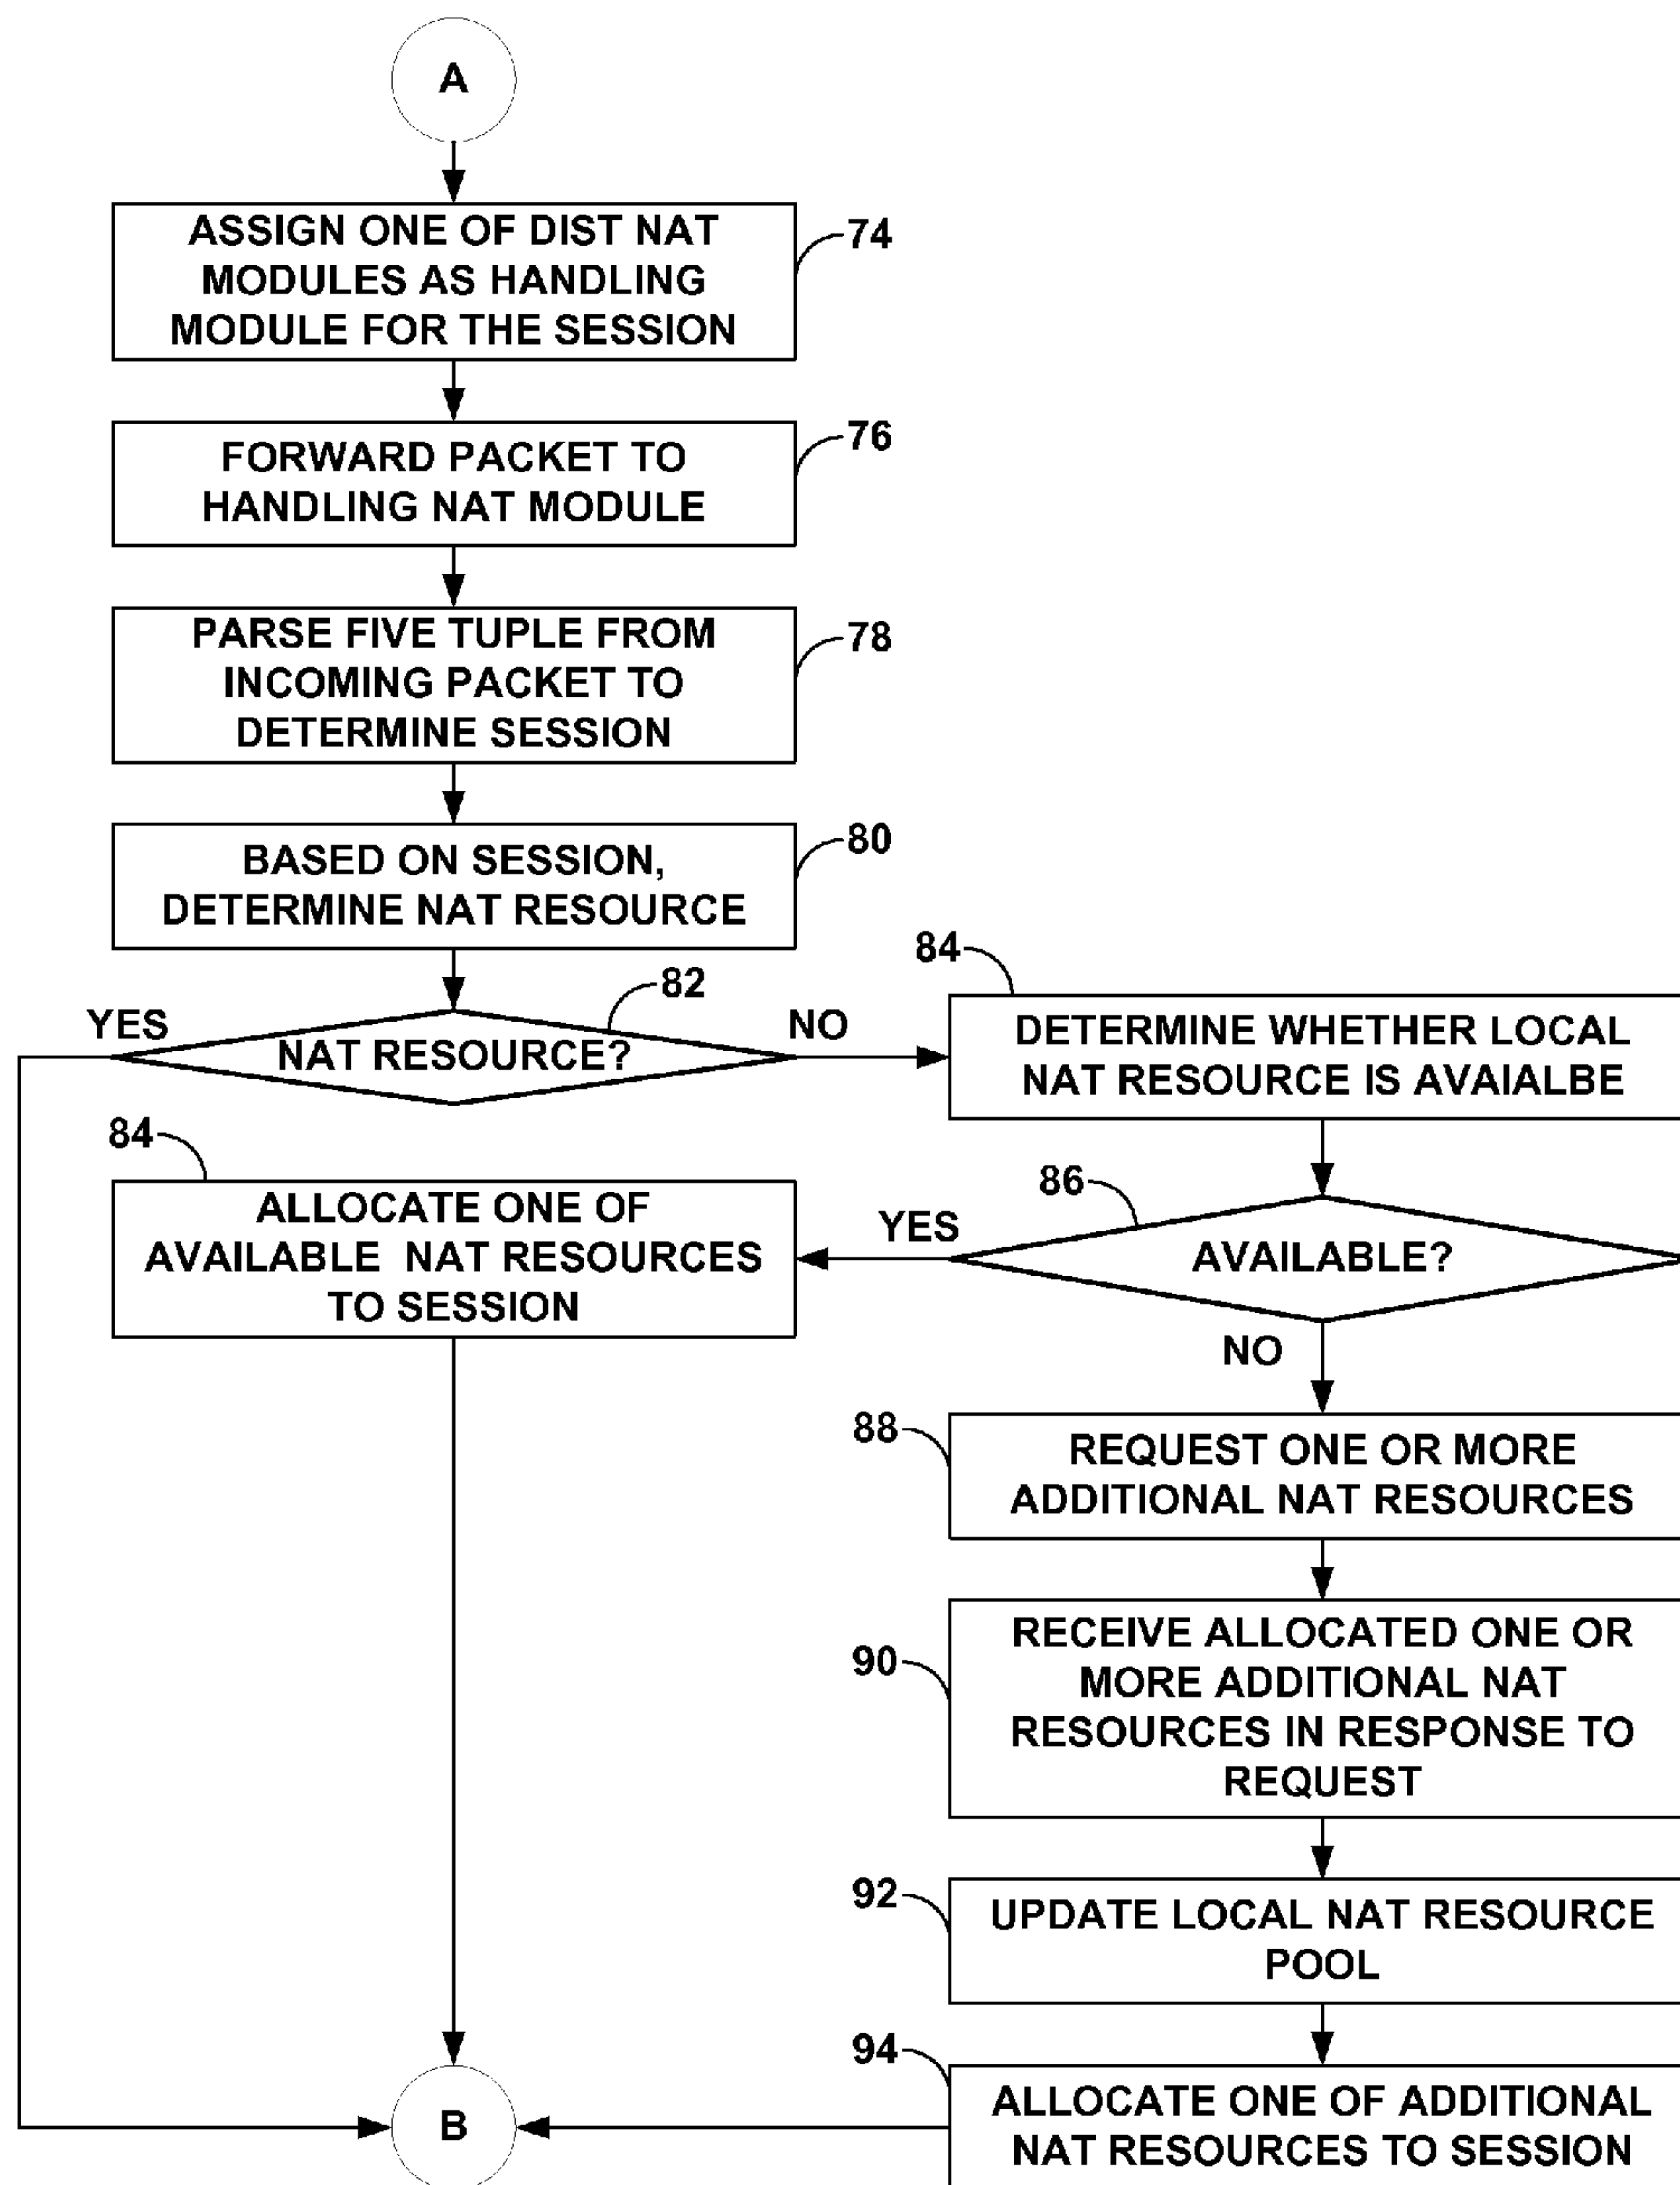 A
ASSIGN ONE OF DIST NAT
MODULES AS HANDLING
MODULE FOR THE SESSION
74
FORWARD PACKET TO
HANDLING NAT MODULE
76
PARSE FIVE TUPLE FROM
INCOMING PACKET TO
DETERMINE SESSION
78
BASED ON SESSION,
DETERMINE NAT RESOURCE
80
82
YES
NAT RESOURCE?
NO
84
DETERMINE WHETHER LOCAL
NAT RESOURCE IS AVAIALBE
84
ALLOCATE ONE OF
AVAILABLE NAT RESOURCES
TO SESSION
86
YES
AVAILABLE?
NO
88
REQUEST ONE OR MORE
ADDITIONAL NAT RESOURCES
90
RECEIVE ALLOCATED ONE OR
MORE ADDITIONAL NAT
RESOURCES IN RESPONSE TO
REQUEST
92
UPDATE LOCAL NAT RESOURCE
POOL
94
ALLOCATE ONE OF ADDITIONAL
NAT RESOURCES TO SESSION
B